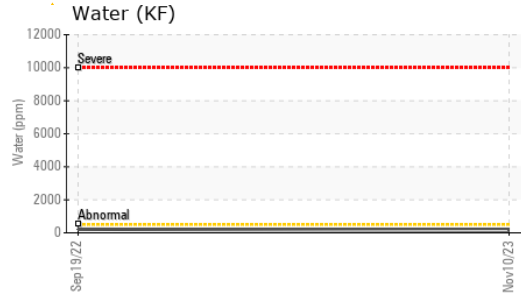 Water (KF)
12000
10000
8000
6000
4000
2000
0
Water (ppm)
Severe
Abnormal
Sep19/22
Nov10/23